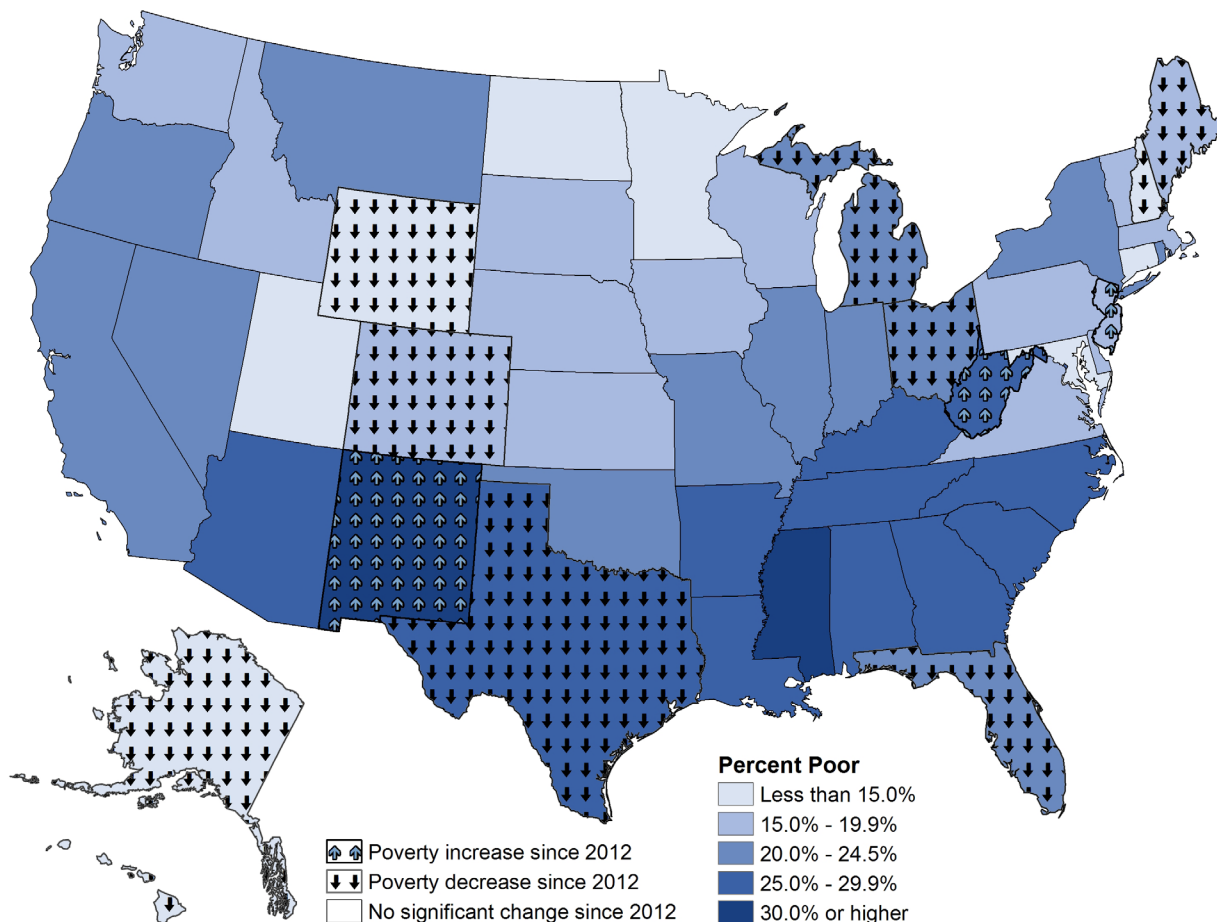 Percent Poor
Less than 15.0%
15.0% - 19.9%
20.0% - 24.5%
25.0% - 29.9%
30.0% or higher
Poverty increase since 2012
Poverty decrease since 2012
No significant change since 2012